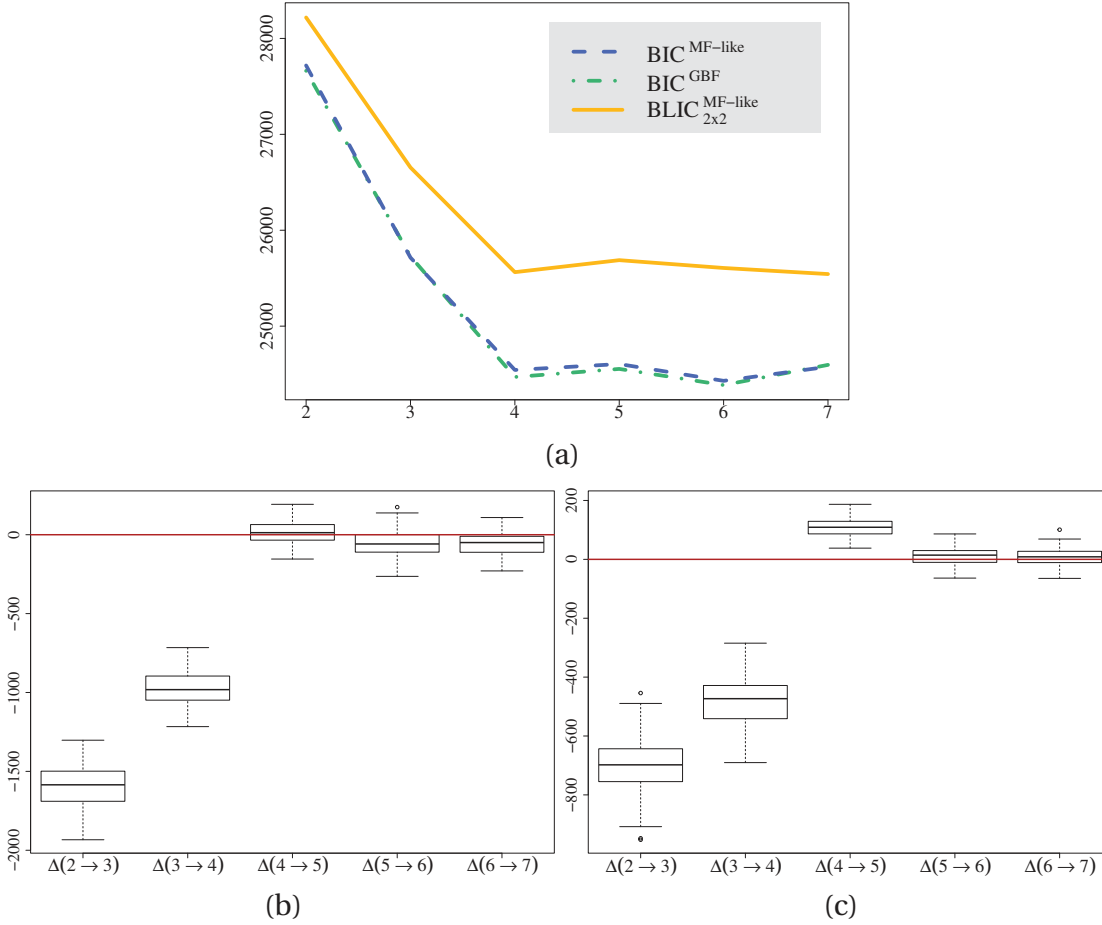 28000
27000
26000
25000
BIC MF−like
BIC GBF
BLIC MF−like 2x2
2 3 4 5 6 7
(a)
0
−500
−1000
−1500
−2000
Δ(2 → 3) Δ(3 → 4) Δ(4 → 5) Δ(5 → 6) Δ(6 → 7)
(b)
200
0
−200
−400
−600
−800
Δ(2 → 3) Δ(3 → 4) Δ(4 → 5) Δ(5 → 6) Δ(6 → 7)
(c)